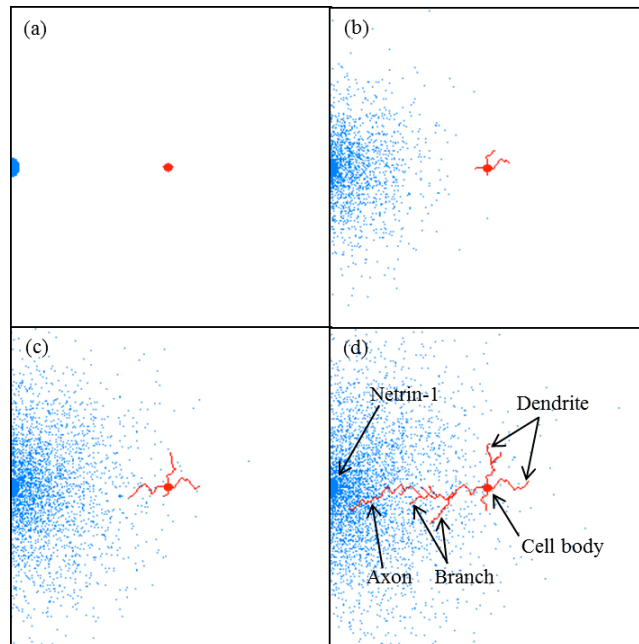 (a)
(b)
(c)
(d)
Netrin-1
Dendrite
Axon
Branch
Cell body